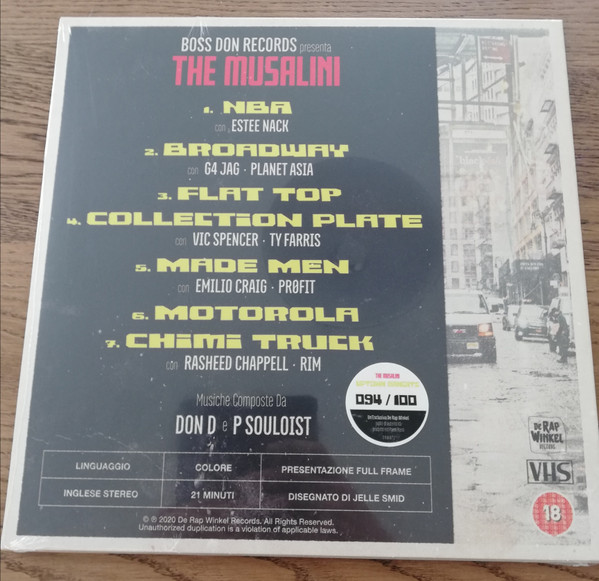 BOSS DON RECORDS presenta
THE MUSALINI
1. NBA
con ESTEE NACK
2. BROADWAY
con G4 JAG · PLANET ASIA
3. FLAT TOP
4. COLLECTION PLATE
con VIC SPENCER · TY FARRIS
5. MADE MEN
con EMILIO CRAIG · PRØFIT
6. MOTOROLA
7. CHIMI TRUCK
con RASHEED CHAPPELL · RIM
Musiche Composte Da
DON D e P SOULOIST
THE MUSALINI
094 / 100
DE RAP
WINKEL
RECORDS
VHS
18
LINGUAGGIO COLORE PRESENTAZIONE FULL FRAME
INGLESE STEREO 21 MINUTI DISEGNATO DI JELLE SMID
© ℗ 2020 De Rap Winkel Records. All Rights Reserved.
Unauthorized duplication is a violation of applicable laws.